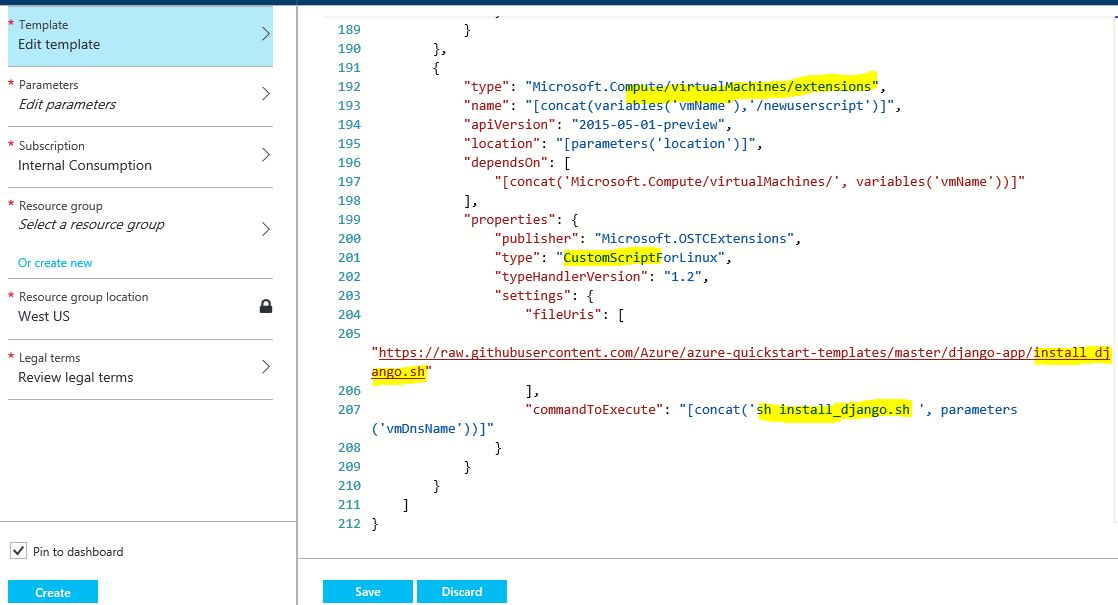 * Template
Edit template
* Parameters
Edit parameters
* Subscription
Internal Consumption
* Resource group
Select a resource group
Or create new
* Resource group location
West US
* Legal terms
Review legal terms
Pin to dashboard
Create
189 }
190 },
191 {
192 "type": "Microsoft.Compute/virtualMachines/extensions",
193 "name": "[concat(variables('vmName'),'/newuserscript')]",
194 "apiVersion": "2015-05-01-preview",
195 "location": "[parameters('location')]",
196 "dependsOn": [
197 "[concat('Microsoft.Compute/virtualMachines/', variables('vmName'))]"
198 ],
199 "properties": {
200 "publisher": "Microsoft.OSTCExtensions",
201 "type": "CustomScriptForLinux",
202 "typeHandlerVersion": "1.2",
203 "settings": {
204 "fileUris": [
205
"https://raw.githubusercontent.com/Azure/azure-quickstart-templates/master/django-app/install_dj
ango.sh"
206 ],
207 "commandToExecute": "[concat('sh install_django.sh ', parameters
('vmDnsName'))]"
208 }
209 }
210 }
211 ]
212 }
Save Discard